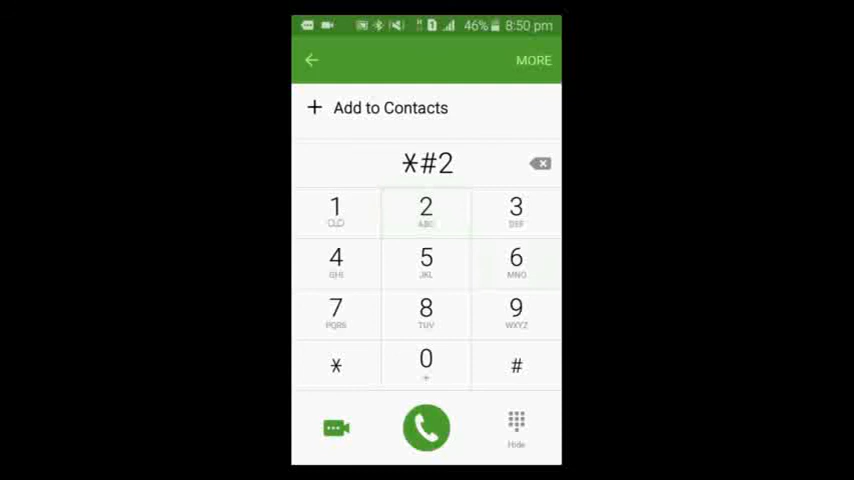 46% 8:50 pm
MORE
+ Add to Contacts
*#2
1 2 3
ABC DEF
4 5 6
GHI JKL MNO
7 8 9
PQRS TUV WXYZ
* 0 #
+
Hide